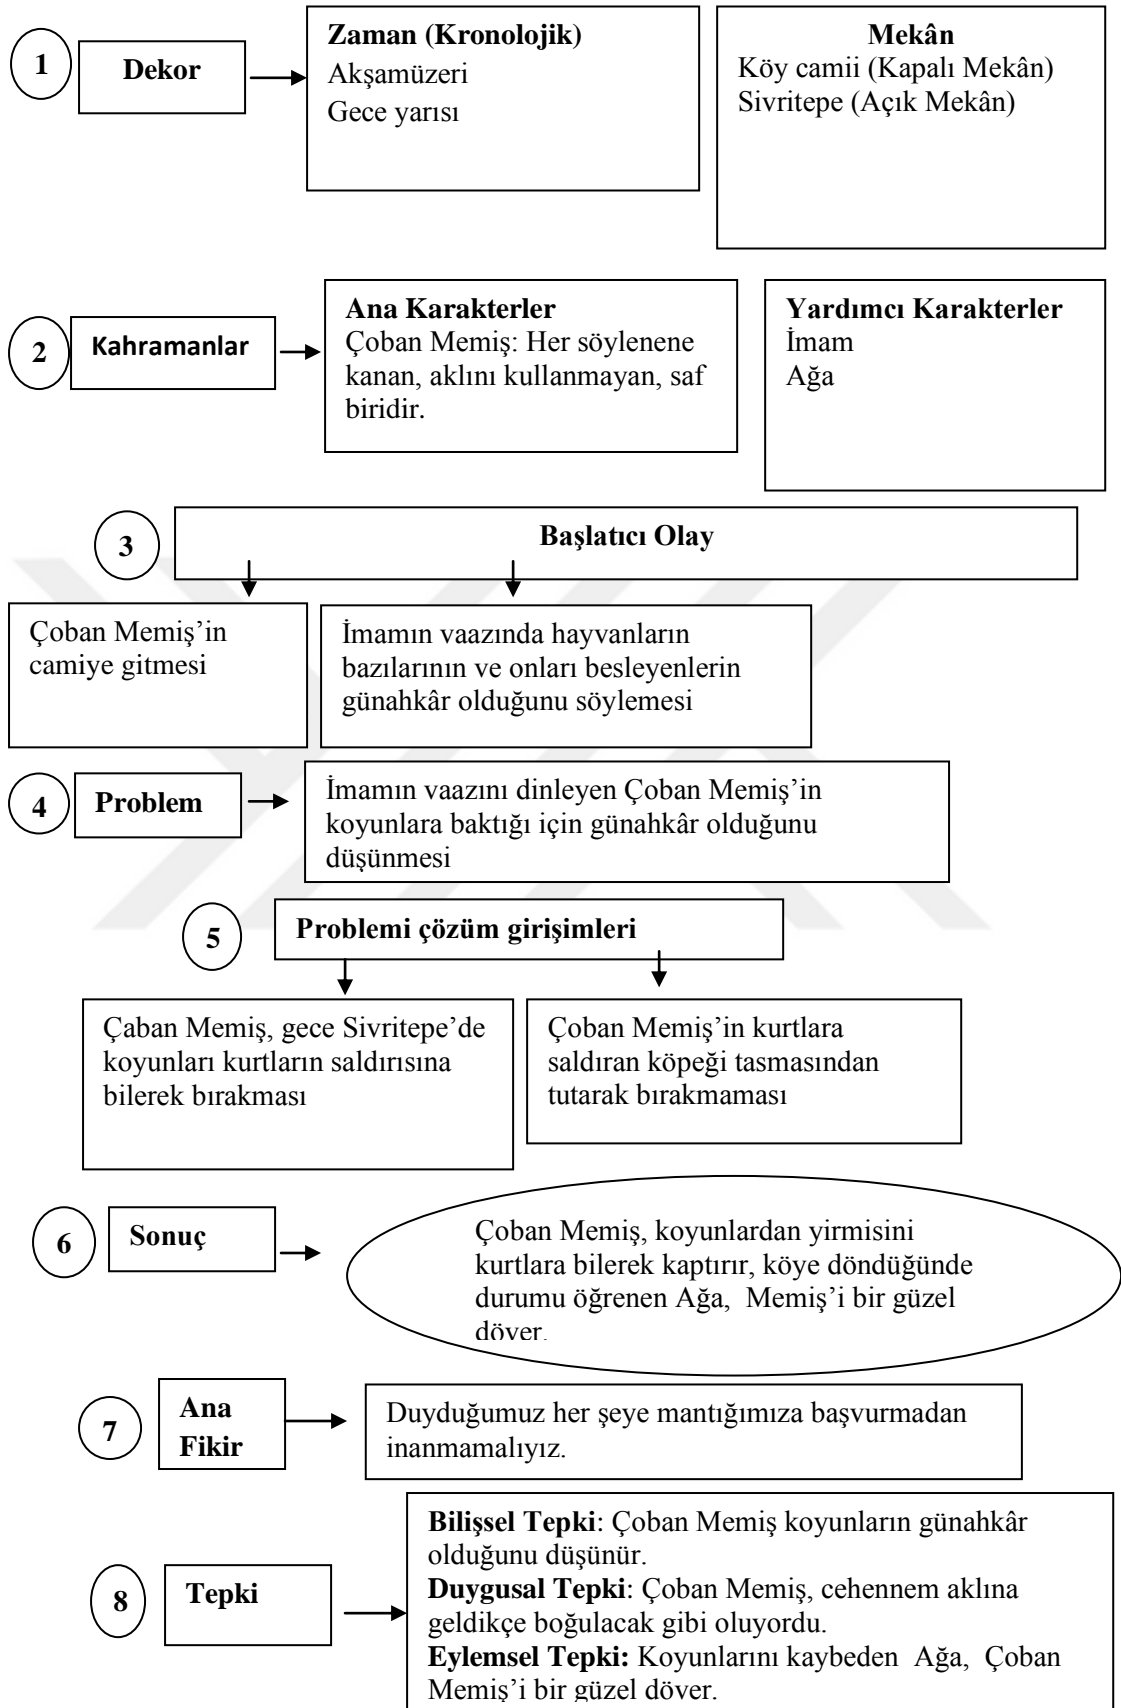 1
Dekor
Zaman (Kronolojik)
Akşamüzeri
Gece yarısı
Mekân
Köy camii (Kapalı Mekân)
Sivritepe (Açık Mekân)
2
Kahramanlar
Ana Karakterler
Çoban Memiş: Her söylenene
kanan, aklını kullanmayan, saf
biridir.
Yardımcı Karakterler
İmam
Ağa
3
Başlatıcı Olay
Çoban Memiş’in
camiye gitmesi
İmamın vaazında hayvanların
bazılarının ve onları besleyenlerin
günahkâr olduğunu söylemesi
4
Problem
İmamın vaazını dinleyen Çoban Memiş’in
koyunlara baktığı için günahkâr olduğunu
düşünmesi
5
Problemi çözüm girişimleri
Çaban Memiş, gece Sivritepe’de
koyunları kurtların saldırısına
bilerek bırakması
Çoban Memiş’in kurtlara
saldıran köpeği tasmasından
tutarak bırakmaması
6
Sonuç
Çoban Memiş, koyunlardan yirmisini
kurtlara bilerek kaptırır, köye döndüğünde
durumu öğrenen Ağa, Memiş’i bir güzel
döver.
7
Ana
Fikir
Duyduğumuz her şeye mantığımıza başvurmadan
inanmamalıyız.
8
Tepki
Bilişsel Tepki: Çoban Memiş koyunların günahkâr
olduğunu düşünür.
Duygusal Tepki: Çoban Memiş, cehennem aklına
geldikçe boğulacak gibi oluyordu.
Eylemsel Tepki: Koyunlarını kaybeden Ağa, Çoban
Memiş’i bir güzel döver.